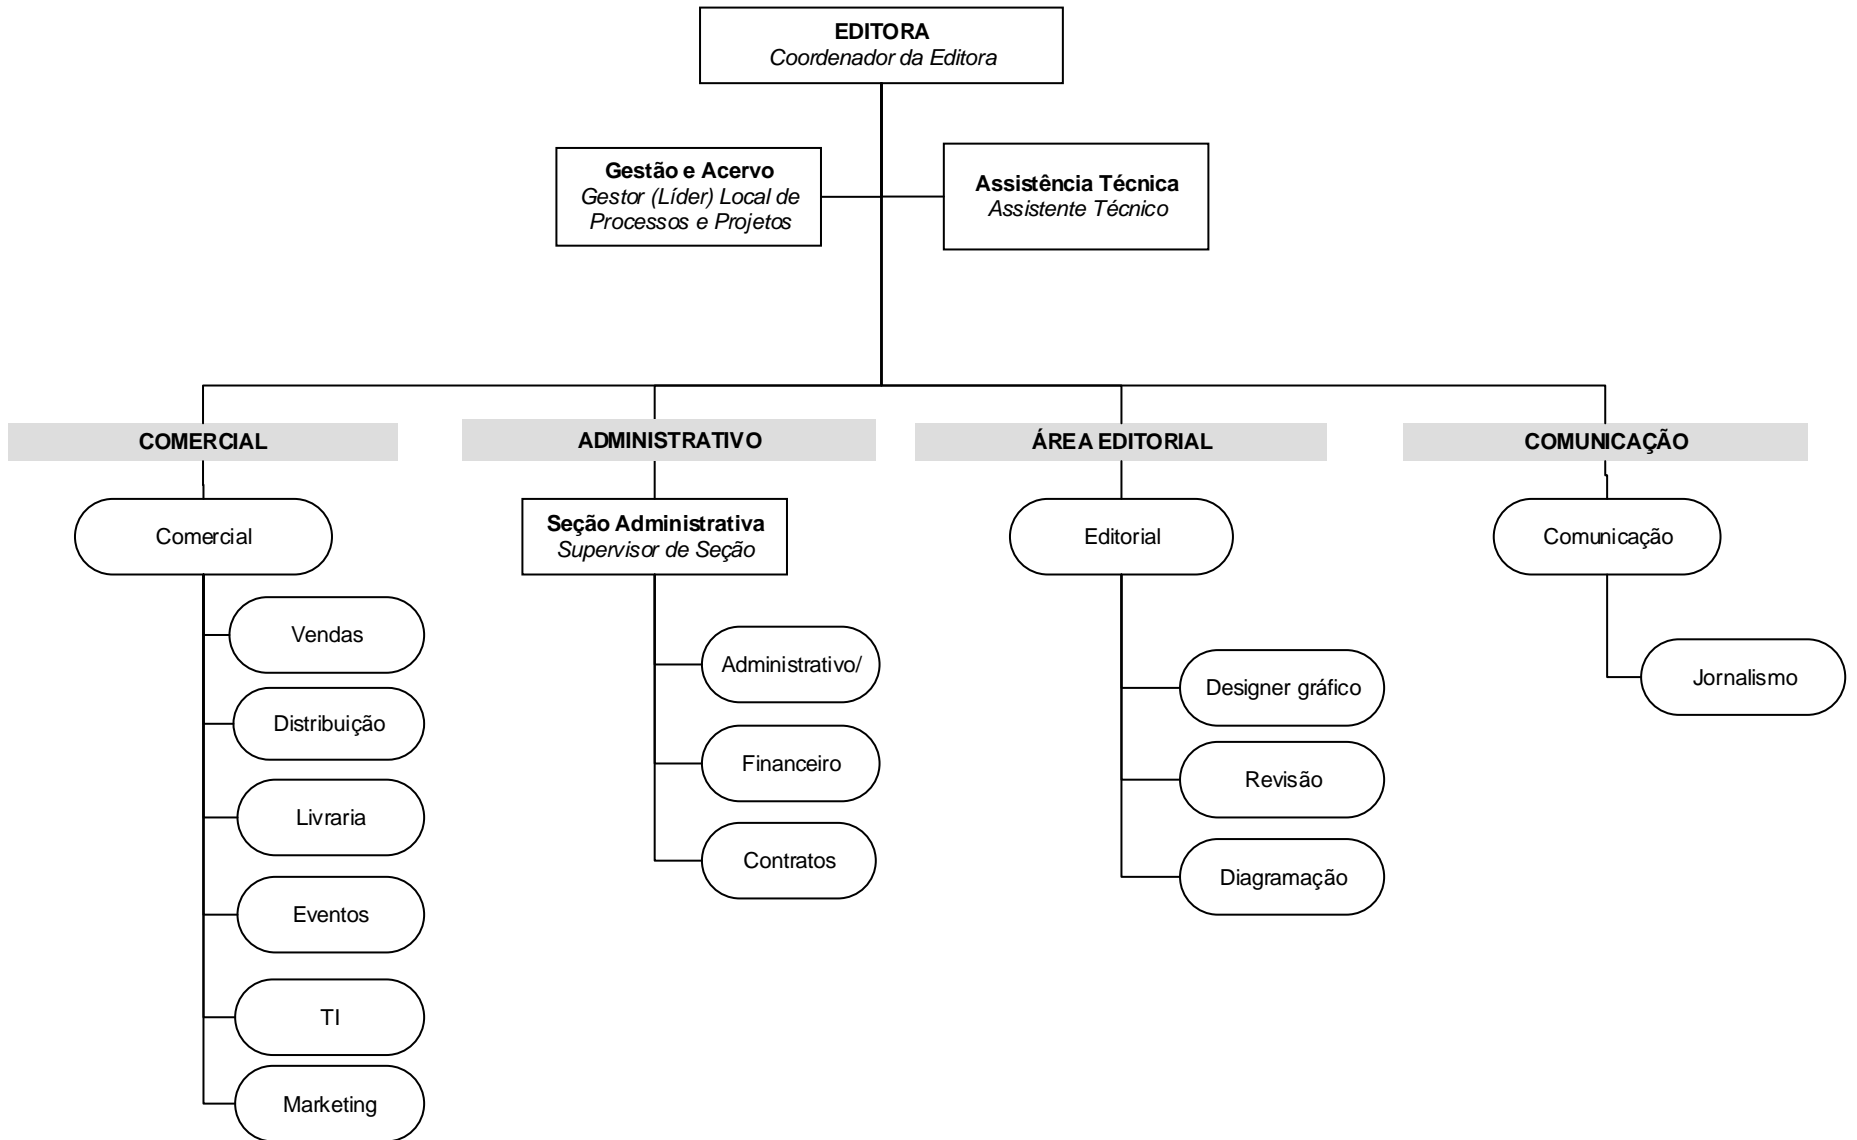 EDITORA
Coordenador da Editora
Gestão e Acervo
Gestor (Líder) Local de
Processos e Projetos
Assistência Técnica
Assistente Técnico
COMERCIAL
ADMINISTRATIVO
ÁREA EDITORIAL
COMUNICAÇÃO
Comercial
Seção Administrativa
Supervisor de Seção
Editorial
Comunicação
Vendas
Distribuição
Livraria
Eventos
TI
Marketing
Administrativo/
Financeiro
Contratos
Designer gráfico
Revisão
Diagramação
Jornalismo